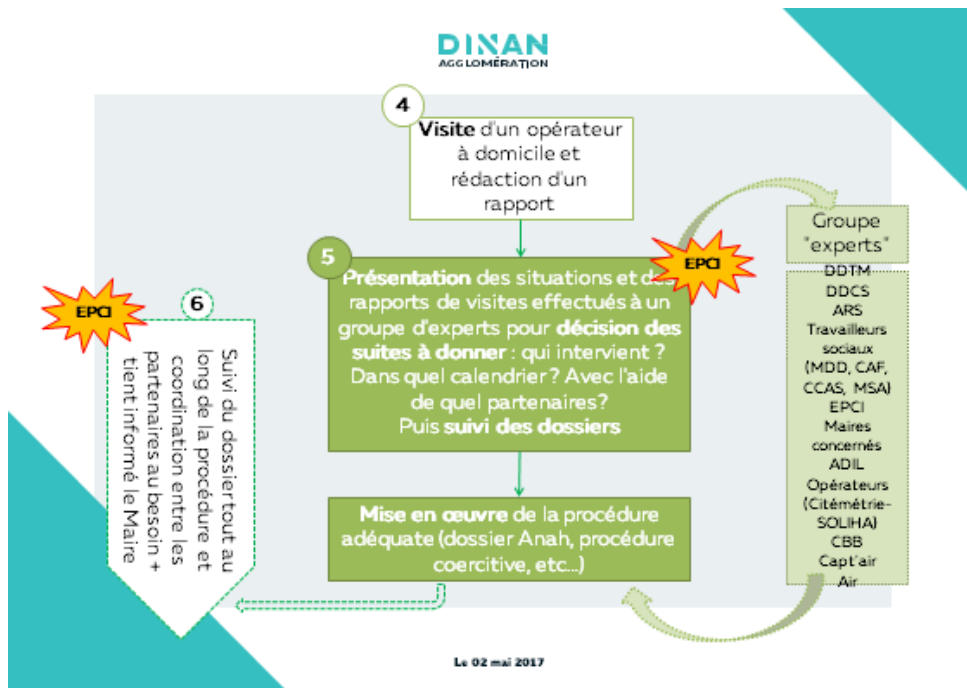 DINAN
AGGLOMÉRATION
4
Visite d'un opérateur
à domicile et
rédaction d'un
rapport
5
EPCI
Présentation des situations et des
rapports de visites effectués à un
groupe d'experts pour décision des
suites à donner : qui intervient ?
Dans quel calendrier ? Avec l'aide
de quel partenaires ?
Puis suivi des dossiers
Groupe
"experts"
DDTM
DDCS
ARS
Travailleurs
sociaux
(MDD, CAF,
CCAS, MSA)
EPCI
Maires
concernés
ADIL
Opérateurs
(Citémétrie-
SOLIHA)
CBB
Capt'air
Air
Mise en œuvre de la procédure
adéquate (dossier Anah, procédure
coercitive, etc...)
EPCI
6
Suivi du dossier tout au
long de la procédure et
coordination entre les
partenaires au besoin +
tient informé le Maire
Le 02 mai 2017